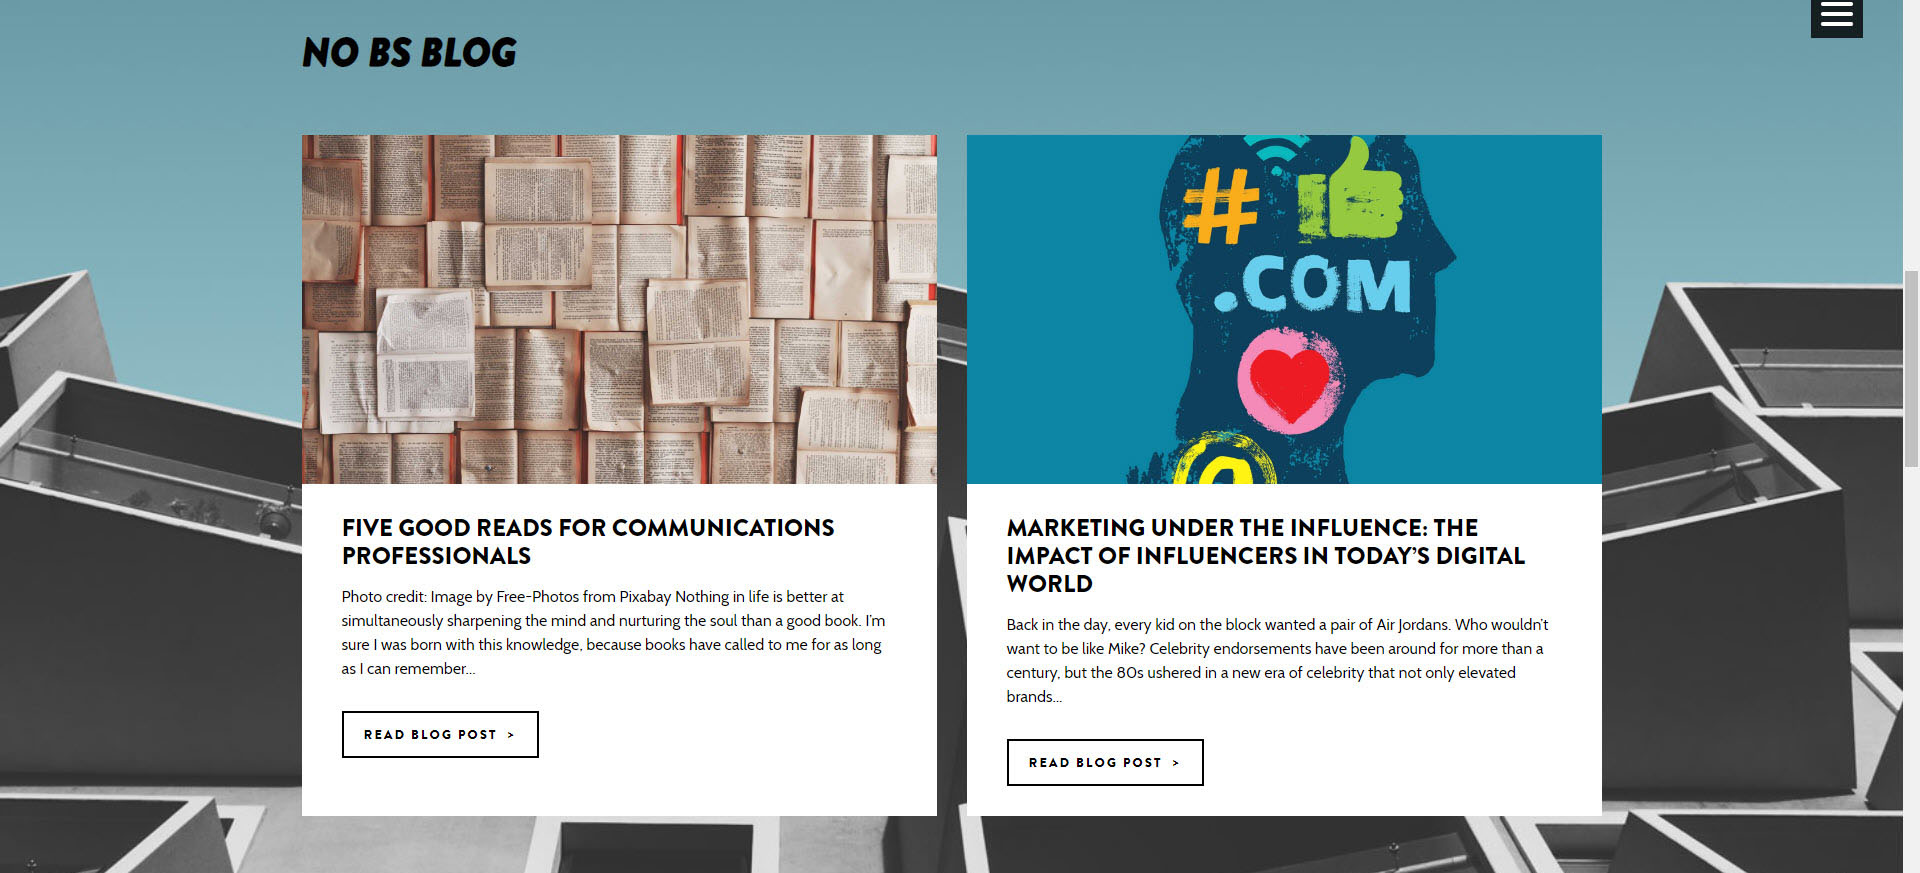 NO BS BLOG
#
.COM
FIVE GOOD READS FOR COMMUNICATIONS
PROFESSIONALS
Photo credit: Image by Free-Photos from Pixabay Nothing in life is better at
simultaneously sharpening the mind and nurturing the soul than a good book. I'm
sure I was born with this knowledge, because books have called to me for as long
as I can remember...
READ BLOG POST >
MARKETING UNDER THE INFLUENCE: THE
IMPACT OF INFLUENCERS IN TODAY’S DIGITAL
WORLD
Back in the day, every kid on the block wanted a pair of Air Jordans. Who wouldn’t
want to be like Mike? Celebrity endorsements have been around for more than a
century, but the 80s ushered in a new era of celebrity that not only elevated
brands...
READ BLOG POST >